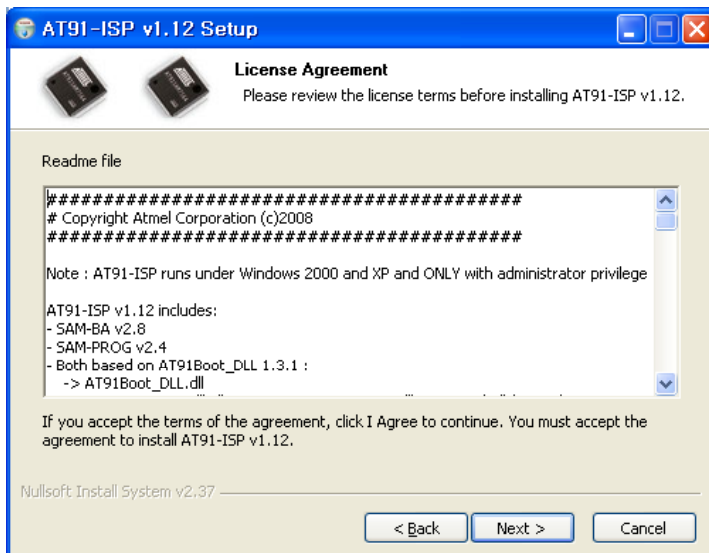 AT91-ISP v1.12 Setup
License Agreement
Please review the license terms before installing AT91-ISP v1.12.
Readme file
##########################################
# Copyright Atmel Corporation (c)2008
##########################################
Note : AT91-ISP runs under Windows 2000 and XP and ONLY with administrator privilege
AT91-ISP v1.12 includes:
- SAM-BA v2.8
- SAM-PROG v2.4
- Both based on AT91Boot_DLL 1.3.1 :
-> AT91Boot_DLL.dll
If you accept the terms of the agreement, click I Agree to continue. You must accept the
agreement to install AT91-ISP v1.12.
Nullsoft Install System v2.37
< Back
Next >
Cancel